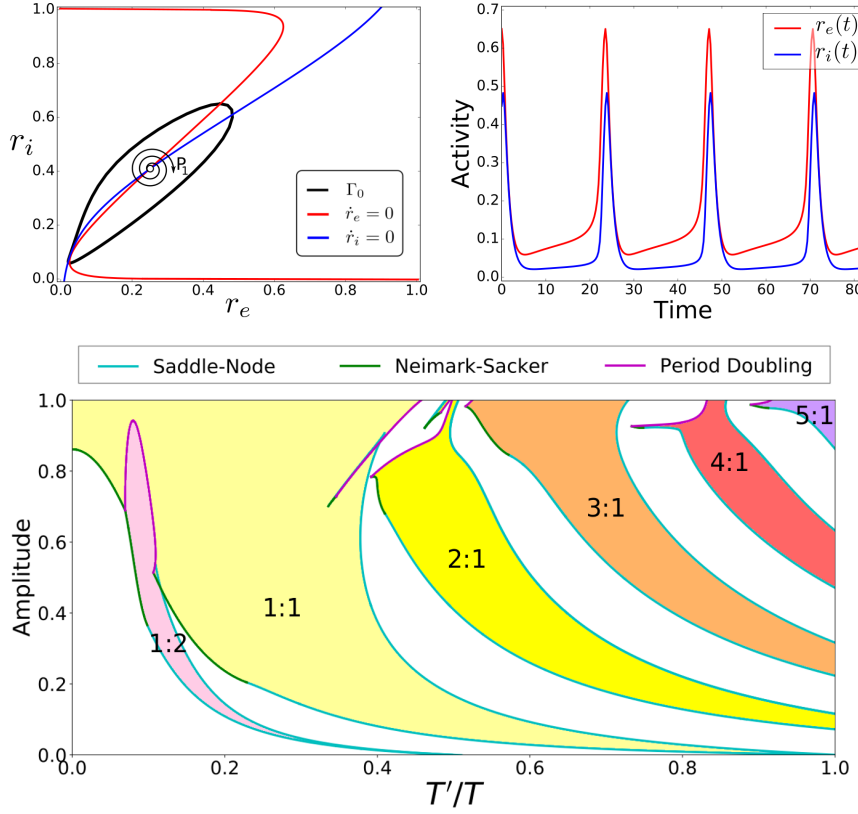 1.0
0.8
0.6
0.4
0.2
0.0
r_i
P_1
Γ_0
ṙ_e = 0
ṙ_i = 0
0.0 0.2 0.4 0.6 0.8 1.0
r_e
0.7
0.6
0.5
0.4
0.3
0.2
0.1
0.0
Activity
r_e(t)
r_i(t)
0 10 20 30 40 50 60 70 80
Time
Saddle-Node Neimark-Sacker Period Doubling
1.0
0.8
0.6
0.4
0.2
0.0
Amplitude
5:1
4:1
3:1
2:1
1:1
1:2
0.0 0.2 0.4 0.6 0.8 1.0
T'/T